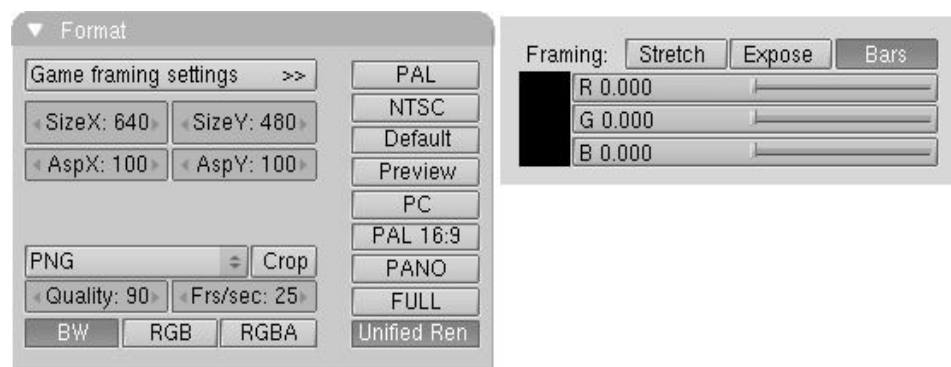 Format
Game framing settings >>
SizeX: 640 SizeY: 480
AspX: 100 AspY: 100
PNG Crop
Quality: 90 Frs/sec: 25
BW RGB RGBA
PAL
NTSC
Default
Preview
PC
PAL 16:9
PANO
FULL
Unified Ren
Framing: Stretch Expose Bars
R 0.000
G 0.000
B 0.000